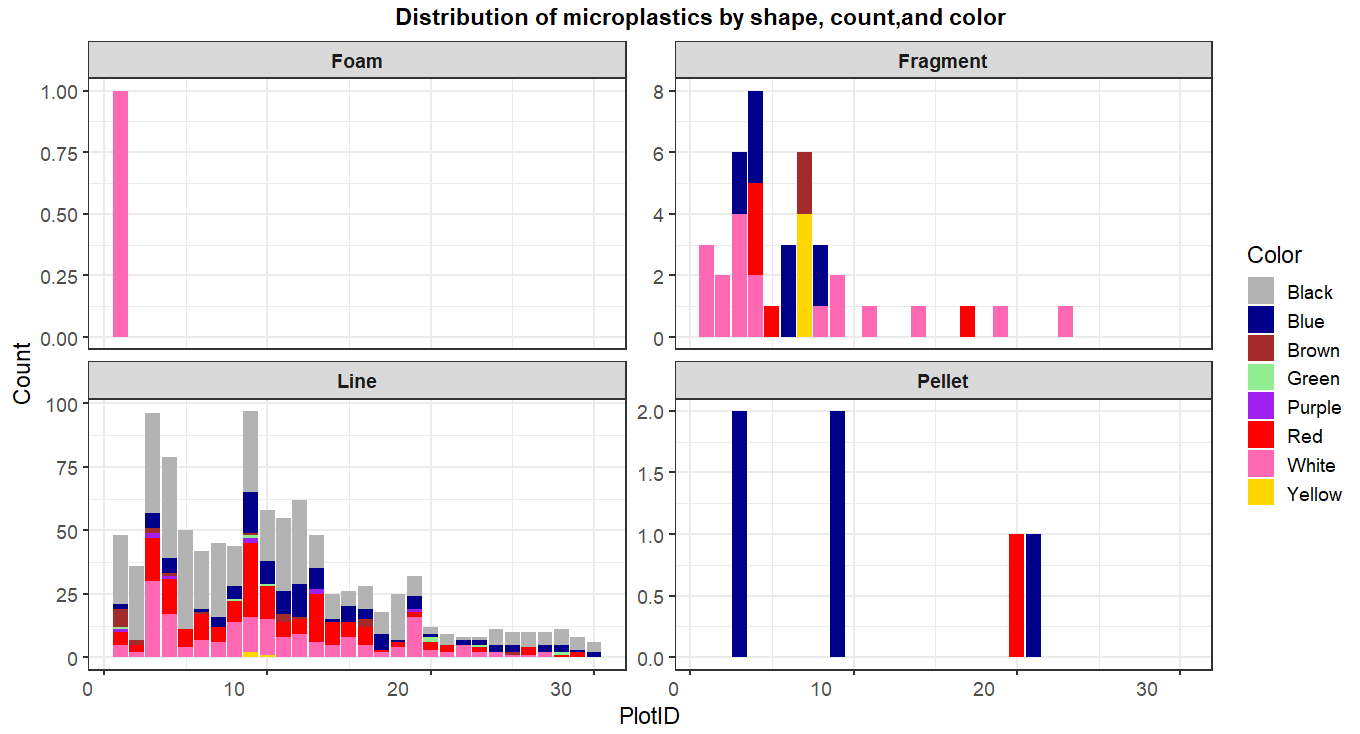 Distribution of microplastics by shape, count,and color
Foam
Fragment
1.00
0.75
0.50
0.25
0.00
8
6
4
2
0
Line
Pellet
100
75
50
25
0
2.0
1.5
1.0
0.5
0.0
0 10 20 30
0 10 20 30
Count
PlotID
Color
Black
Blue
Brown
Green
Purple
Red
White
Yellow